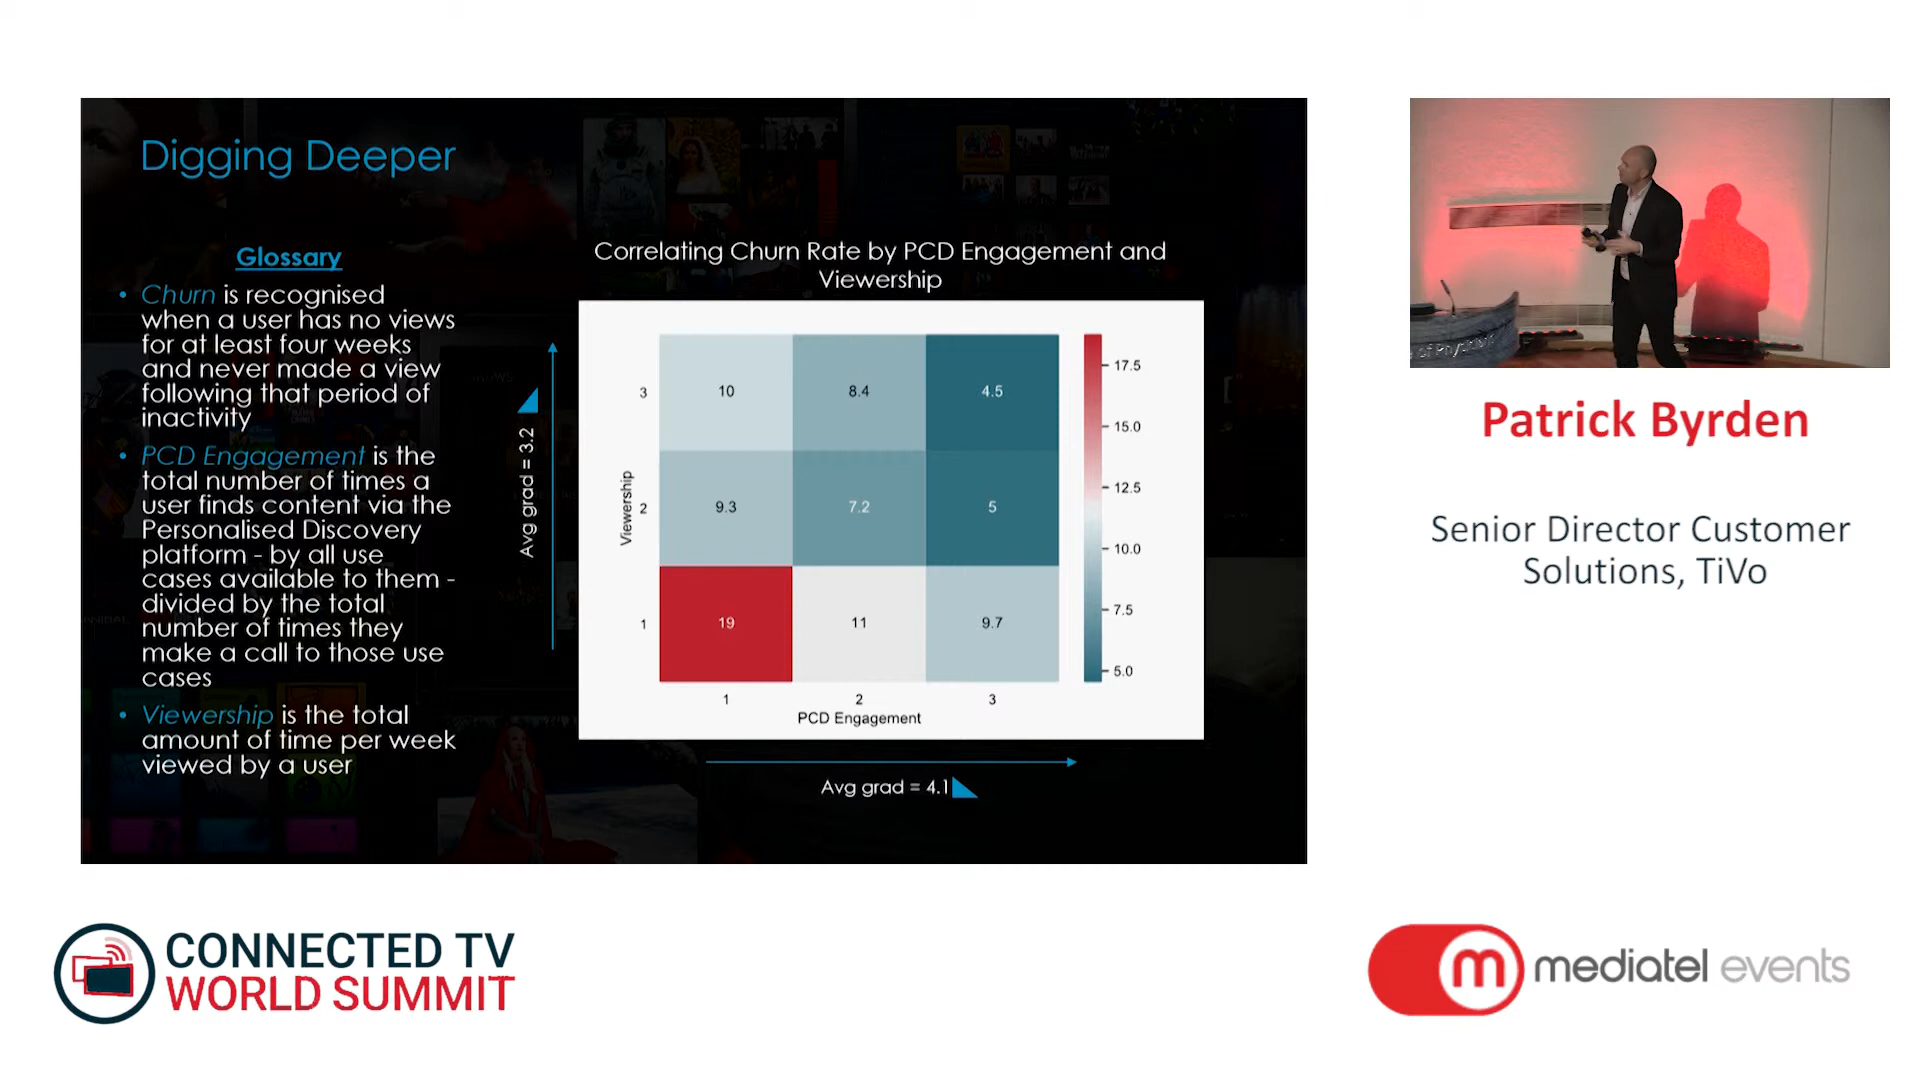 Digging Deeper
Glossary
• Churn is recognised
when a user has no views
for at least four weeks
and never made a view
following that period of
inactivity
• PCD Engagement is the
total number of times a
user finds content via the
Personalised Discovery
platform - by all use
cases available to them -
divided by the total
number of times they
make a call to those use
cases
• Viewership is the total
amount of time per week
viewed by a user
Correlating Churn Rate by PCD Engagement and
Viewership
Avg grad = 3.2
Viewership
3
10
8.4
4.5
2
9.3
7.2
5
1
19
11
9.7
1
2
3
PCD Engagement
17.5
15.0
12.5
10.0
7.5
5.0
Avg grad = 4.1
Patrick Byrden
Senior Director Customer
Solutions, TiVo
CONNECTED TV
WORLD SUMMIT
m mediatel events